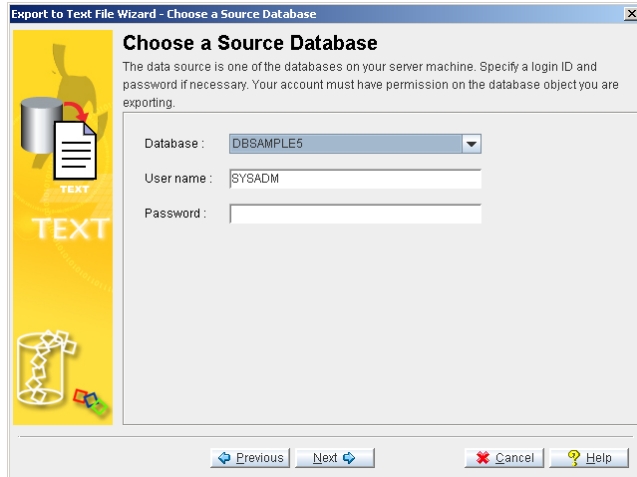 Export to Text File Wizard - Choose a Source Database
Choose a Source Database
The data source is one of the databases on your server machine. Specify a login ID and
password if necessary. Your account must have permission on the database object you are
exporting.
TEXT
TEXT
Database : DBSAMPLE5
User name : SYSADM
Password :
Previous Next Cancel Help